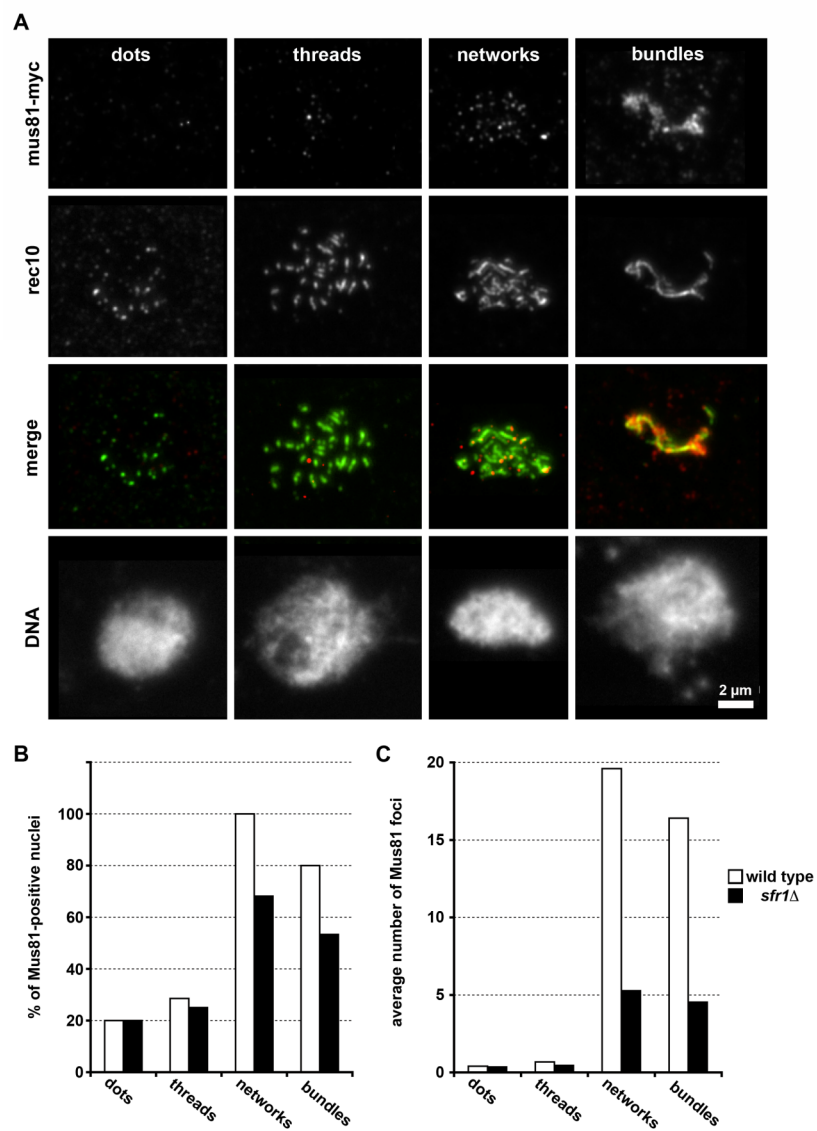 A
dots threads networks bundles
mus81-myc
rec10
merge
DNA
2 µm
B
% of Mus81-positive nuclei
100
80
60
40
20
0
dots
threads
networks
bundles
C
average number of Mus81 foci
20
15
10
5
0
dots
threads
networks
bundles
wild type
sfr1Δ